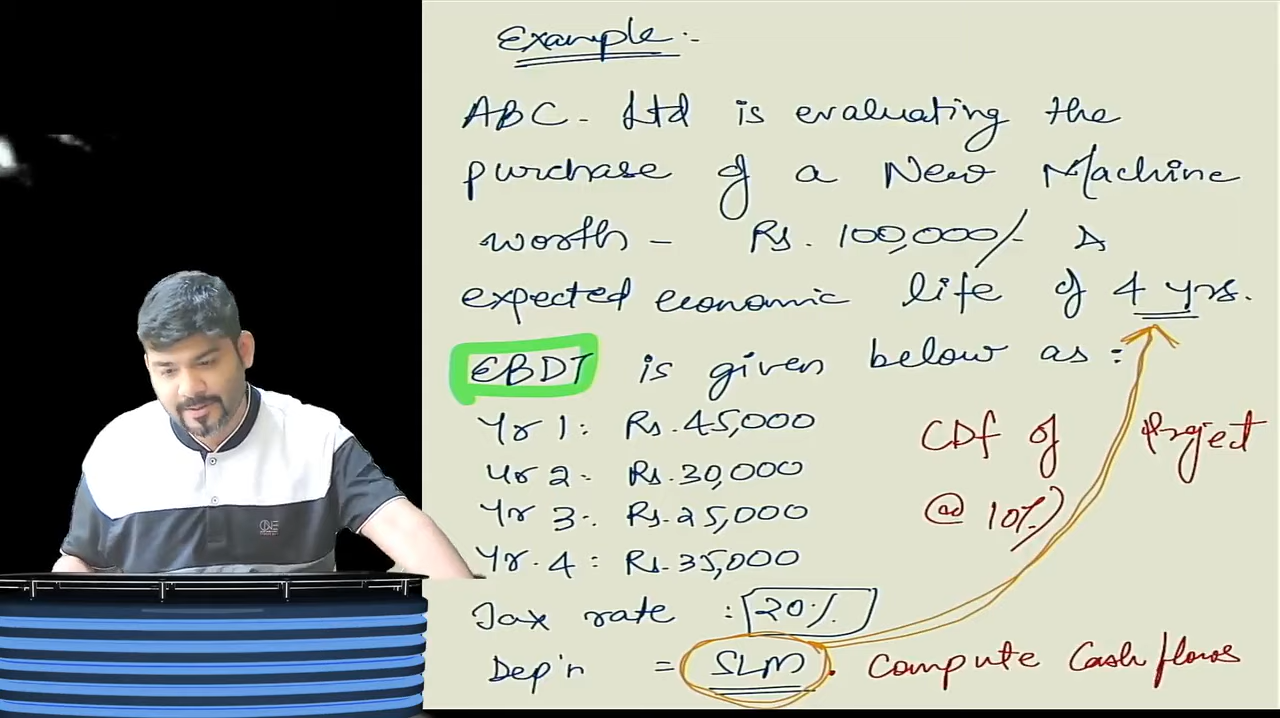 Example:-
ABC. Ltd is evaluating the
purchase of a New Machine
worth - Rs. 100,000/- &
expected economic life of 4 yrs.
EBDT is given below as:
Yr 1: Rs. 45,000
Yr 2- Rs. 30,000
Yr 3-. Rs. 25,000
Yr. 4: Rs. 35,000
CDf of Project
@ 10%
Tax rate : 20%
Dep'n = SLM. Compute Cash flows